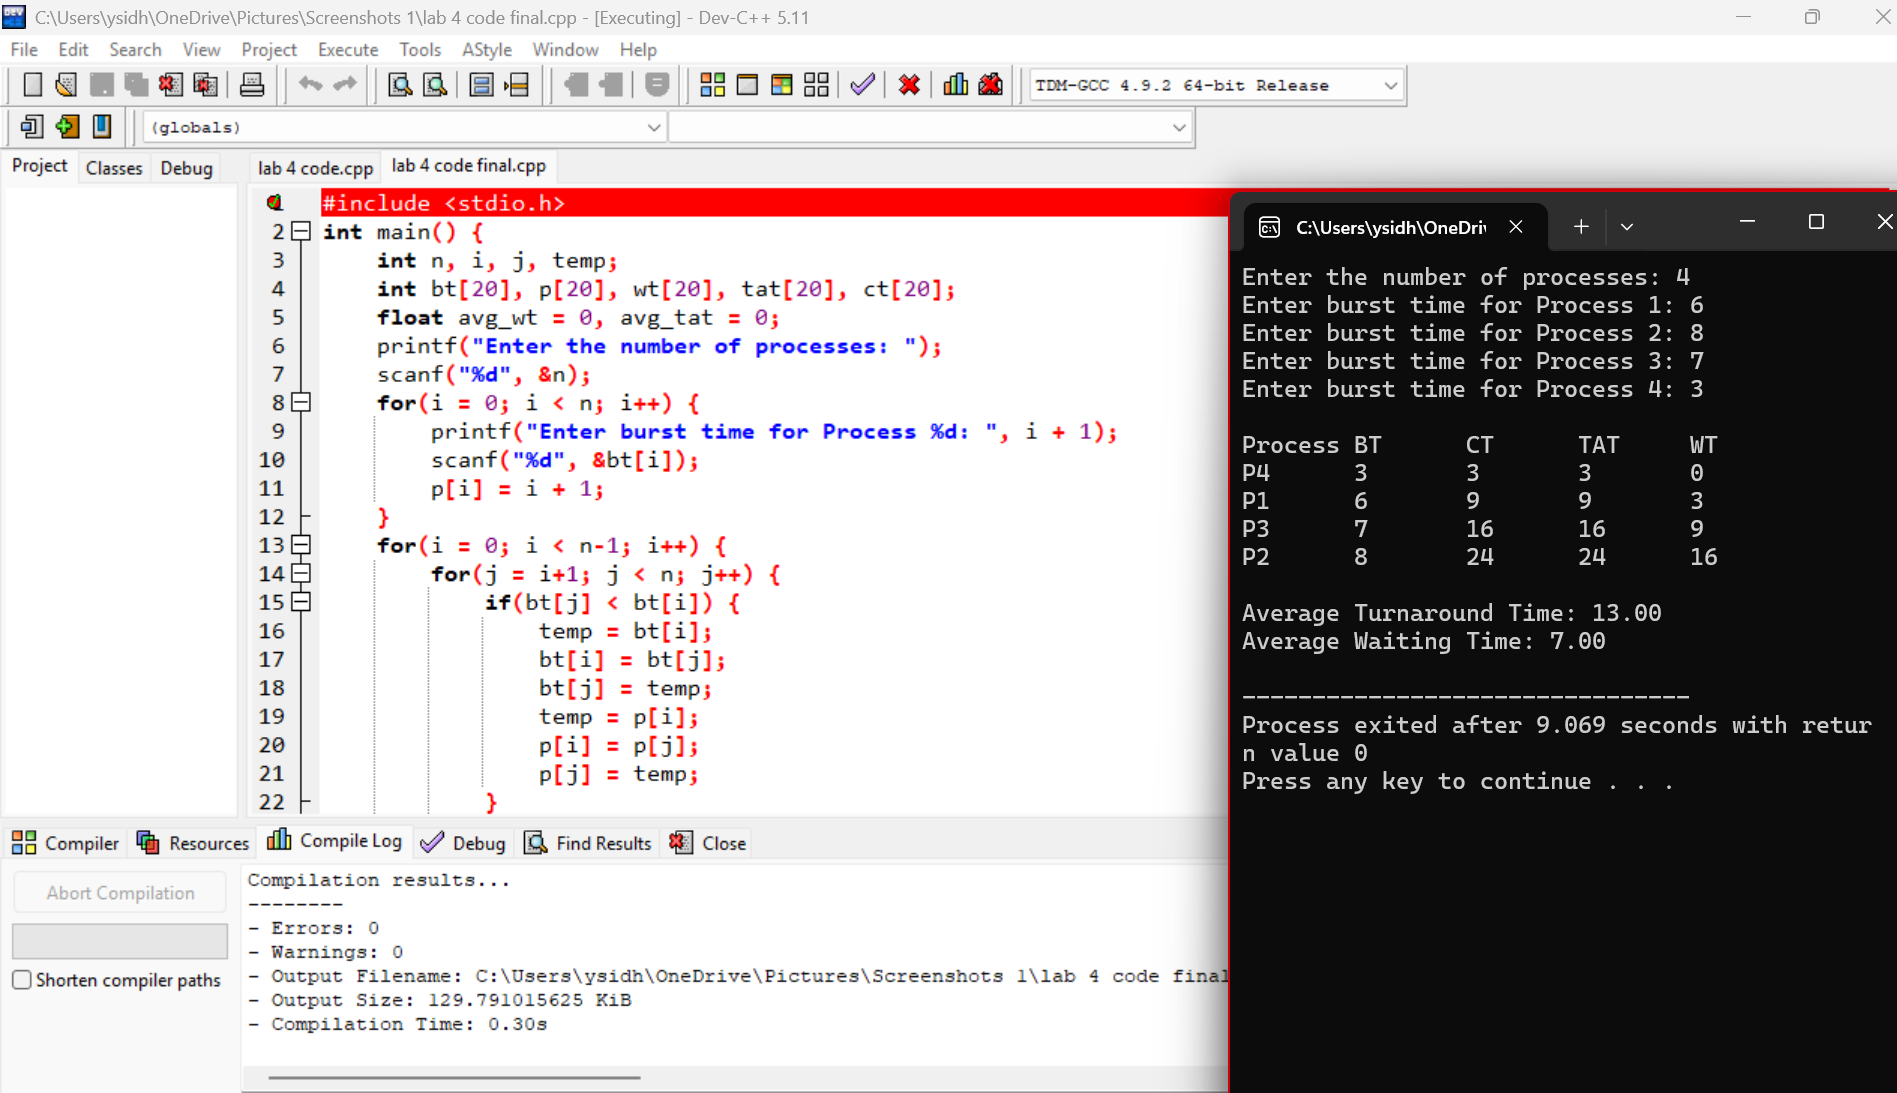 C:\Users\ysidh\OneDrive\Pictures\Screenshots 1\lab 4 code final.cpp - [Executing] - Dev-C++ 5.11
File Edit Search View Project Execute Tools AStyle Window Help
TDM-GCC 4.9.2 64-bit Release
(globals)
Project Classes Debug
lab 4 code.cpp lab 4 code final.cpp
#include <stdio.h>
2 int main() {
3 int n, i, j, temp;
4 int bt[20], p[20], wt[20], tat[20], ct[20];
5 float avg_wt = 0, avg_tat = 0;
6 printf("Enter the number of processes: ");
7 scanf("%d", &n);
8 for(i = 0; i < n; i++) {
9 printf("Enter burst time for Process %d: ", i + 1);
10 scanf("%d", &bt[i]);
11 p[i] = i + 1;
12 }
13 for(i = 0; i < n-1; i++) {
14 for(j = i+1; j < n; j++) {
15 if(bt[j] < bt[i]) {
16 temp = bt[i];
17 bt[i] = bt[j];
18 bt[j] = temp;
19 temp = p[i];
20 p[i] = p[j];
21 p[j] = temp;
22 }
C:\Users\ysidh\OneDri
Enter the number of processes: 4
Enter burst time for Process 1: 6
Enter burst time for Process 2: 8
Enter burst time for Process 3: 7
Enter burst time for Process 4: 3
Process BT CT TAT WT
P4 3 3 3 0
P1 6 9 9 3
P3 7 16 16 9
P2 8 24 24 16
Average Turnaround Time: 13.00
Average Waiting Time: 7.00
--------------------------------
Process exited after 9.069 seconds with retur
n value 0
Press any key to continue . . .
Compiler Resources Compile Log Debug Find Results Close
Abort Compilation
Shorten compiler paths
Compilation results...
--------
- Errors: 0
- Warnings: 0
- Output Filename: C:\Users\ysidh\OneDrive\Pictures\Screenshots 1\lab 4 code final
- Output Size: 129.791015625 KiB
- Compilation Time: 0.30s